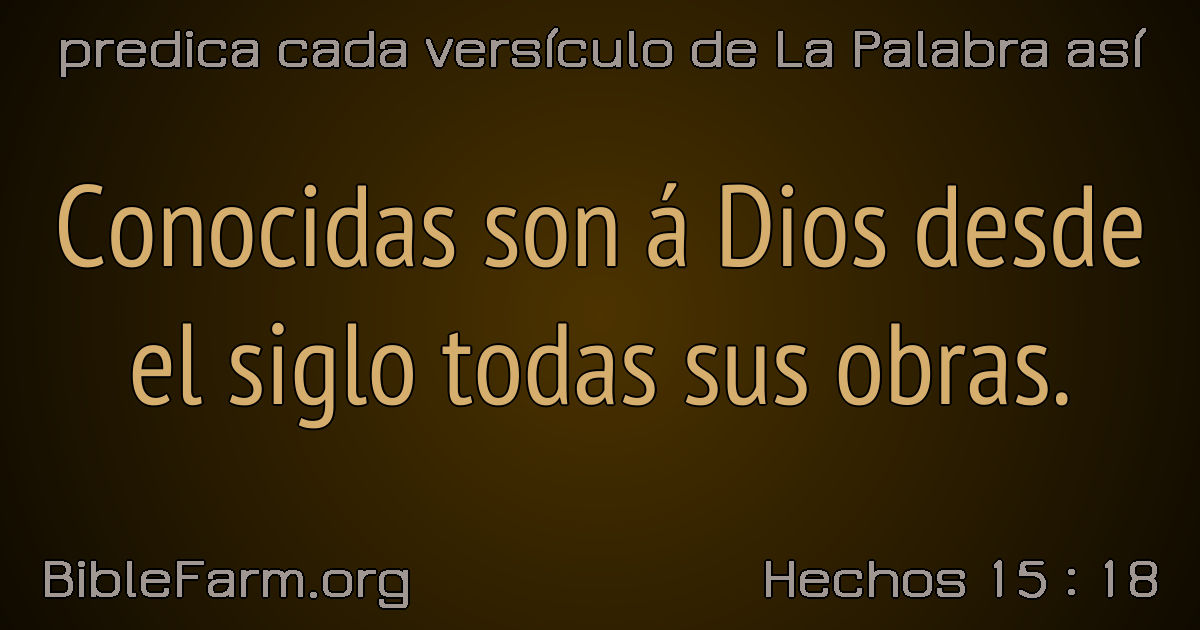 predica cada versículo de La Palabra así
Conocidas son á Dios desde
el siglo todas sus obras.
BibleFarm.org
Hechos 15 : 18